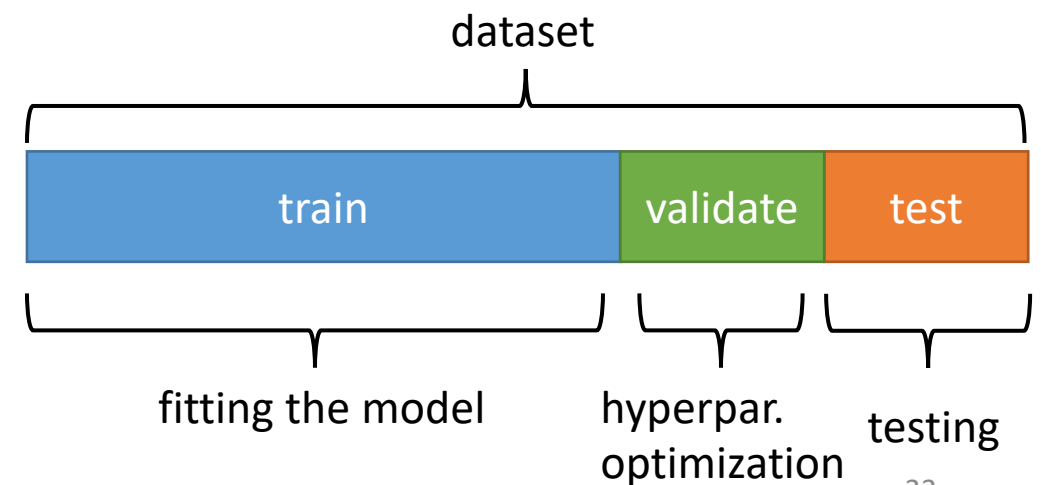 dataset
train validate test
fitting the model
hyperpar.
optimization
testing